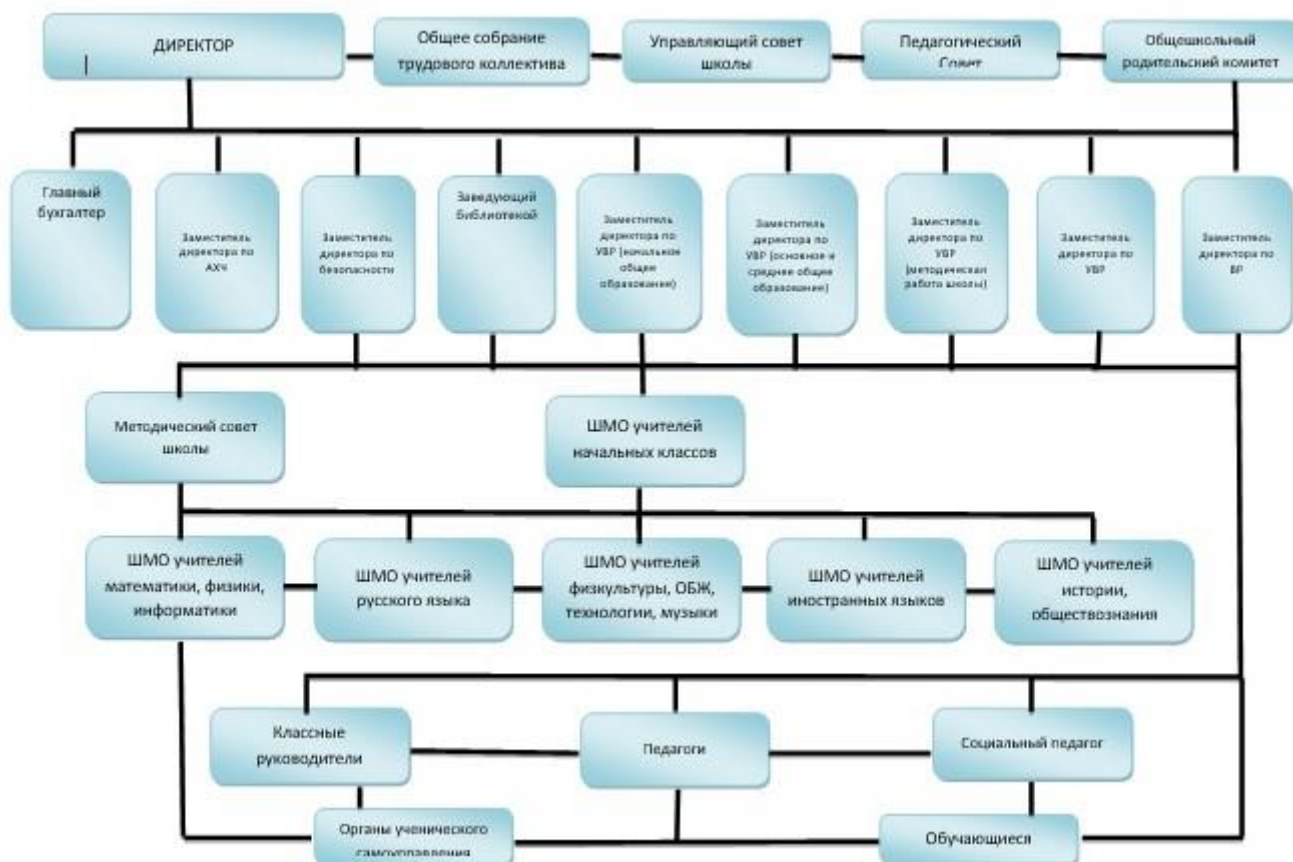 ДИРЕКТОР
Общее собрание
трудового коллектива
Управляющий совет
школы
Педагогический
Совет
Общешкольный
родительский комитет
Главный
бухгалтер
Заместитель
директора по
АХЧ
Заместитель
директора по
безопасности
Заведующий
библиотекой
Заместитель
директора по
УВР (начальное
общее
образование)
Заместитель
директора по
УВР (основное и
среднее общее
образование)
Заместитель
директора по
УВР
(методическая
работа школы)
Заместитель
директора по
УВР
Заместитель
директора по
ВР
Методический совет
школы
ШМО учителей
начальных классов
ШМО учителей
математики, физики,
информатики
ШМО учителей
русского языка
ШМО учителей
физкультуры, ОБЖ,
технологии, музыки
ШМО учителей
иностранных языков
ШМО учителей
истории,
обществознания
Классные
руководители
Педагоги
Социальный педагог
Органы ученического
самоуправления
Обучающиеся